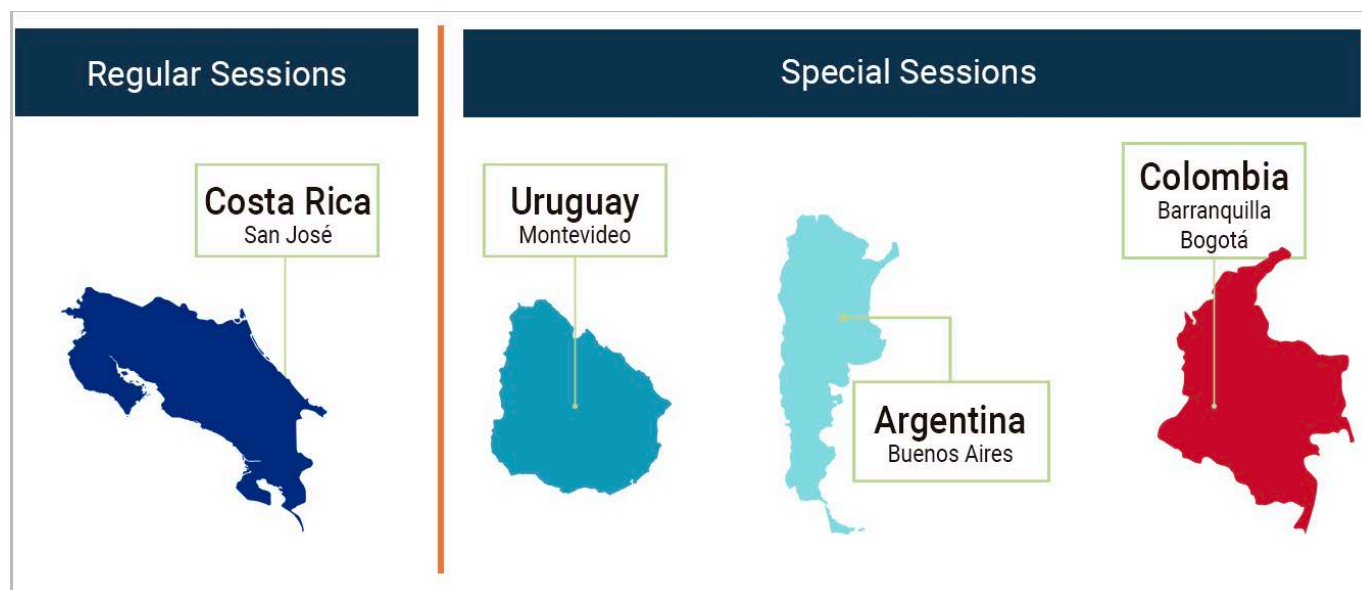 Regular Sessions
Special Sessions
Costa Rica
San José
Uruguay
Montevideo
Argentina
Buenos Aires
Colombia
Barranquilla
Bogotá